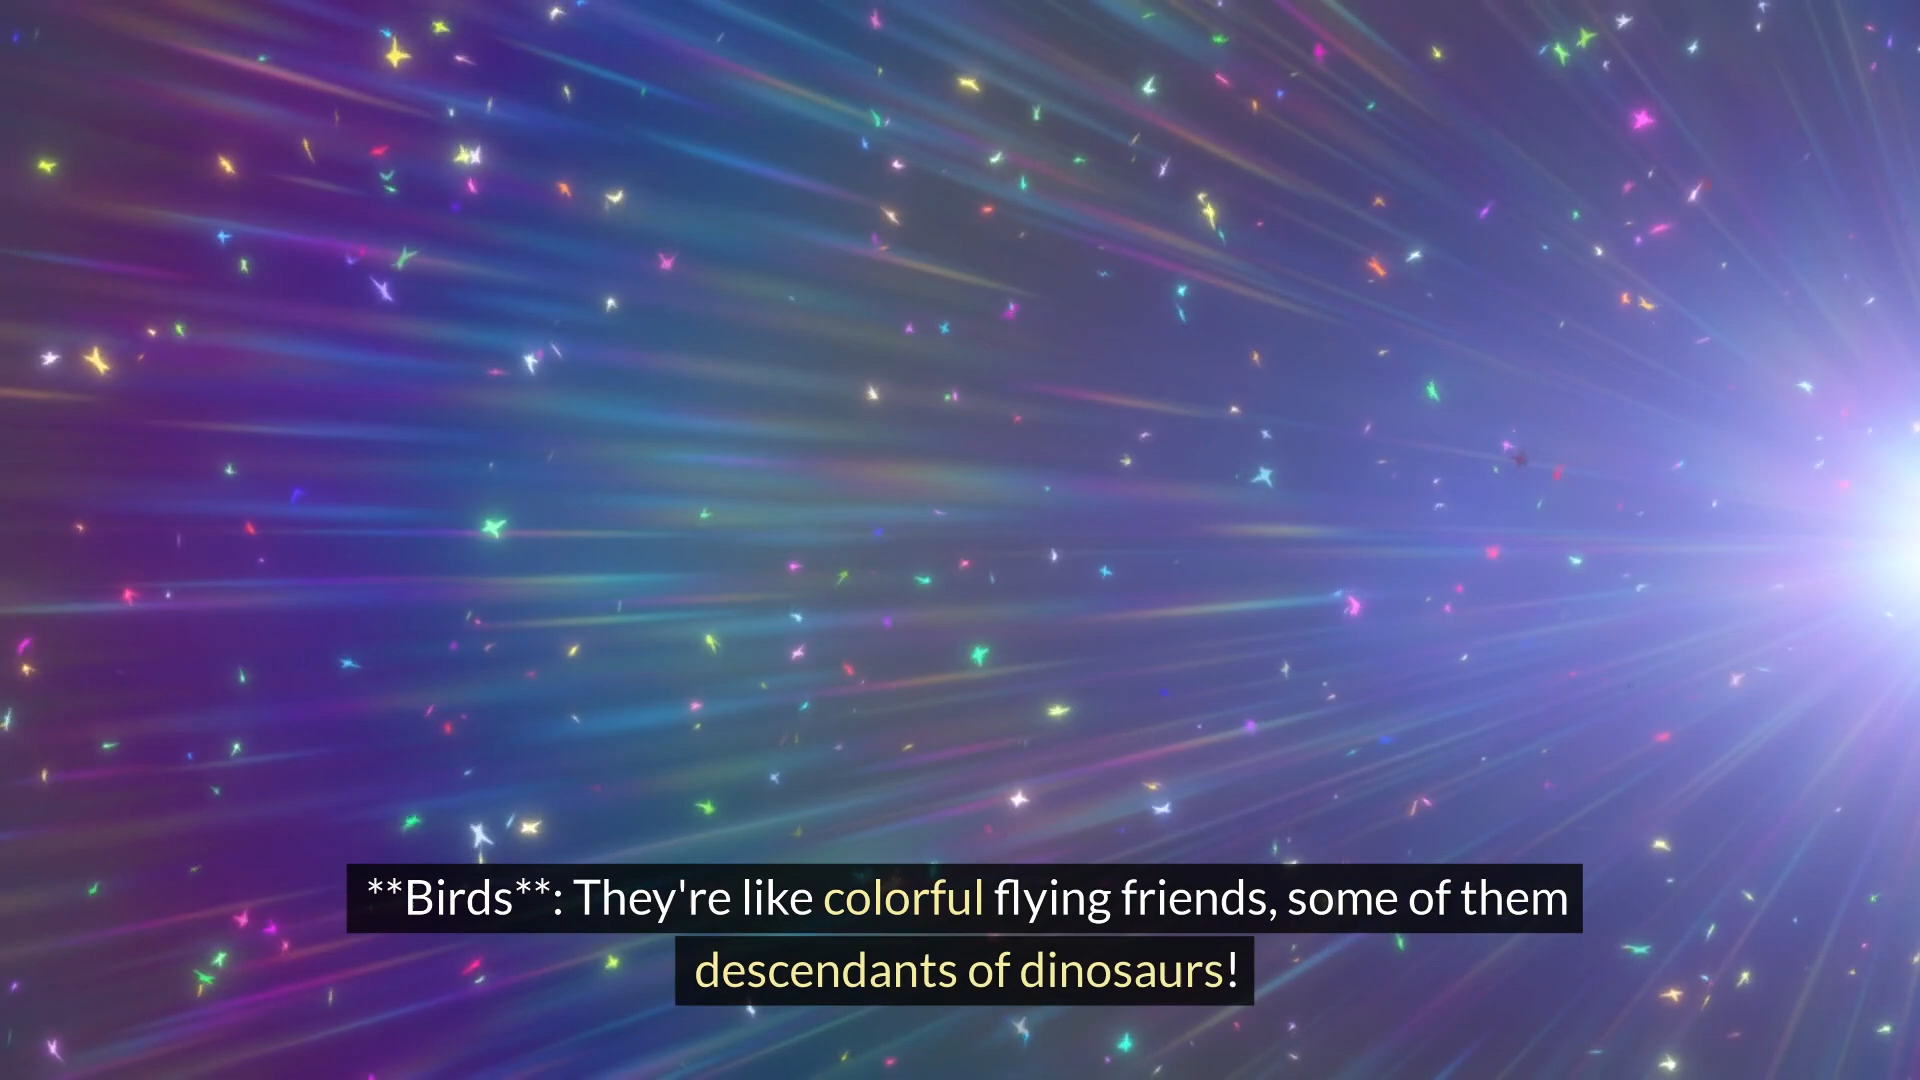 **Birds**: They're like colorful flying friends, some of them
descendants of dinosaurs!